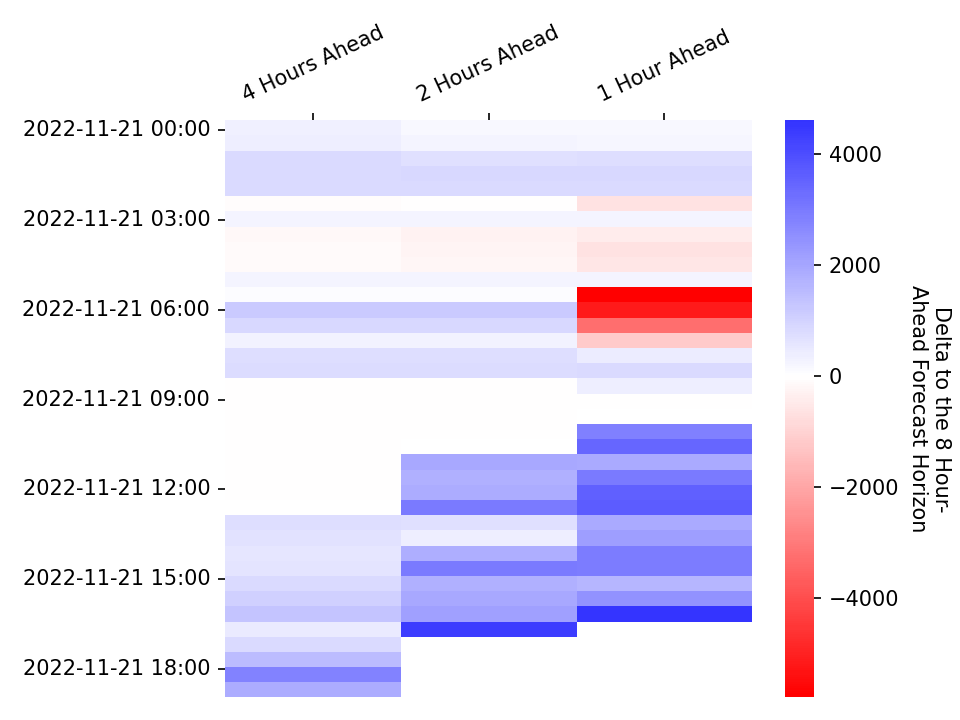 4 Hours Ahead
2 Hours Ahead
1 Hour Ahead
2022-11-21 00:00
2022-11-21 03:00
2022-11-21 06:00
2022-11-21 09:00
2022-11-21 12:00
2022-11-21 15:00
2022-11-21 18:00
4000
2000
0
−2000
−4000
Delta to the 8 Hour-
Ahead Forecast Horizon